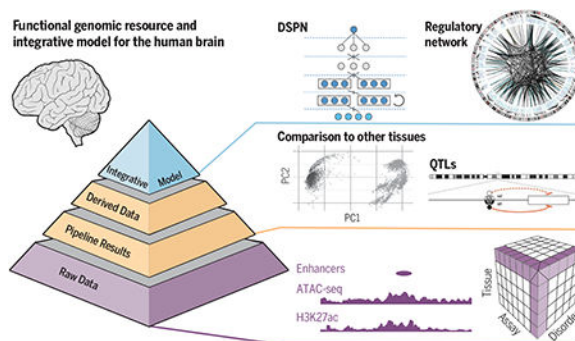 Functional genomic resource and
integrative model for the human brain
DSPN
Regulatory
network
Comparison to other tissues
PC2
PC1
QTLs
Integrative Model
Derived Data
Pipeline Results
Raw Data
Enhancers
ATAC-seq
H3K27ac
Tissue
Assay
Disorder